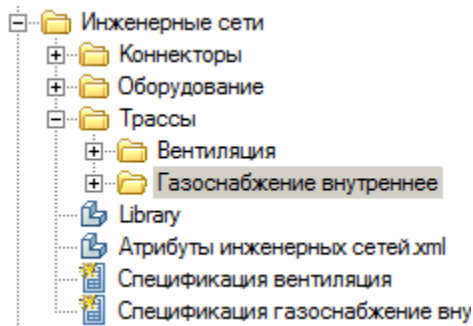 Инженерные сети
Коннекторы
Оборудование
Трассы
Вентиляция
Газоснабжение внутреннее
Library
Атрибуты инженерных сетей.xml
Спецификация вентиляция
Спецификация газоснабжение вну